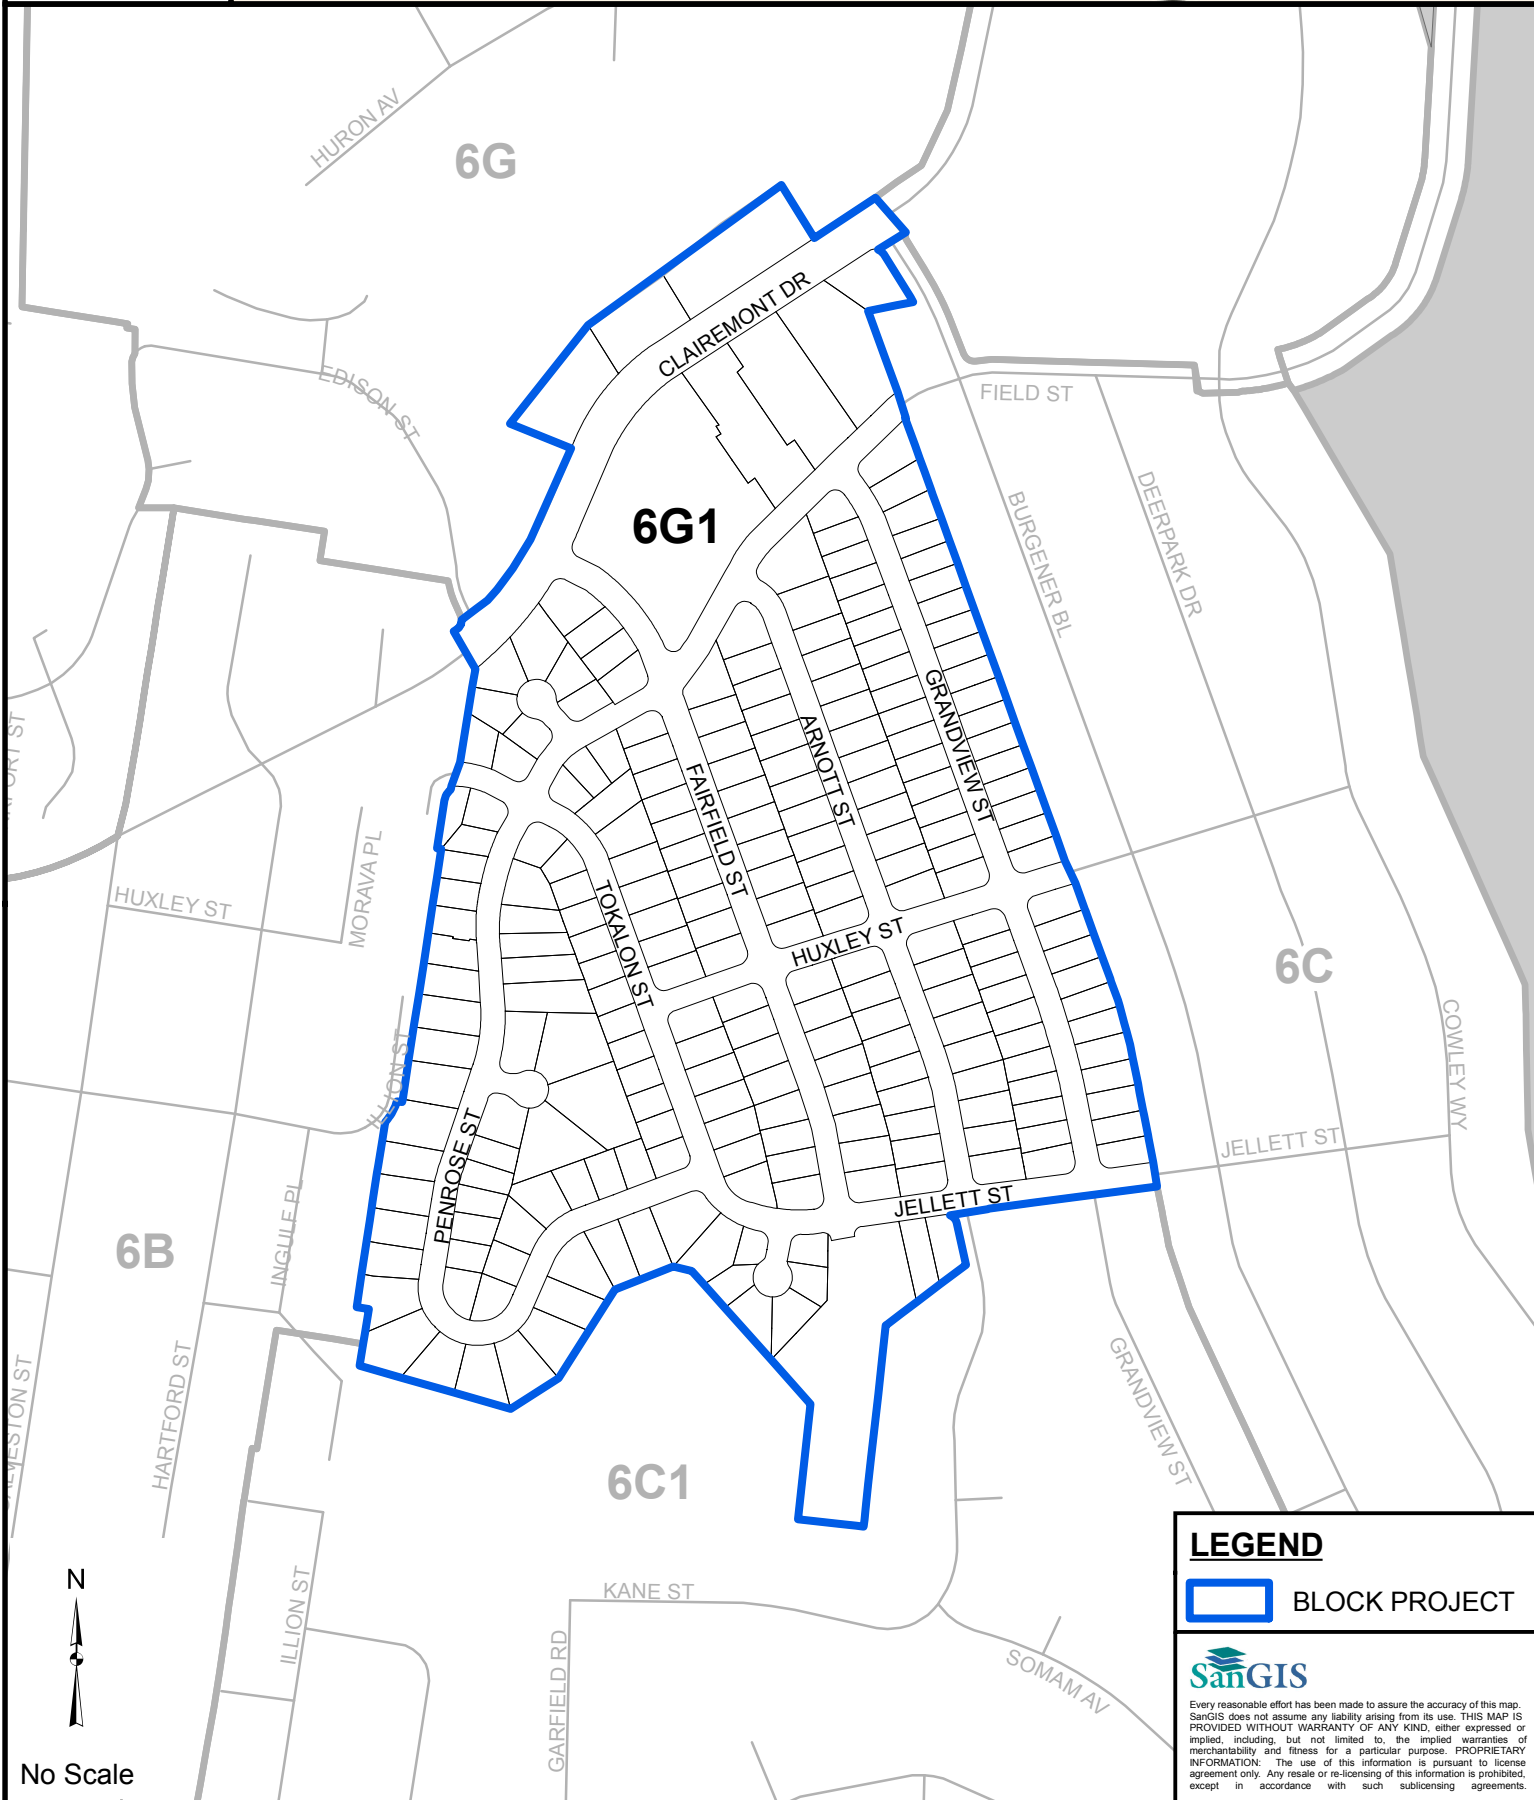 HURON AV
6G
CLAIREMONT DR
EDISON ST
FIELD ST
6G1
BURGENER BL
DEERPARK DR
GRANDVIEW ST
ARNOTT ST
FAIRFIELD ST
MORAVA PL
HUXLEY ST
TOKALON ST
HUXLEY ST
6C
COWLEY WY
ILLION ST
PENROSE ST
JELLETT ST
JELLETT ST
INGULF PL
6B
HARTFORD ST
GRANDVIEW ST
6C1
LEGEND
BLOCK PROJECT
N
ILLION ST
KANE ST
GARFIELD RD
SOMAM AV
No Scale
SanGIS
Every reasonable effort has been made to assure the accuracy of this map.
SanGIS does not assume any liability arising from its use. THIS MAP IS
PROVIDED WITHOUT WARRANTY OF ANY KIND, either expressed or
implied, including, but not limited to, the implied warranties of
merchantability and fitness for a particular purpose. PROPRIETARY
INFORMATION: The use of this information is pursuant to license
agreement only. Any resale or re-licensing of this information is prohibited,
except in accordance with such sublicensing agreements.